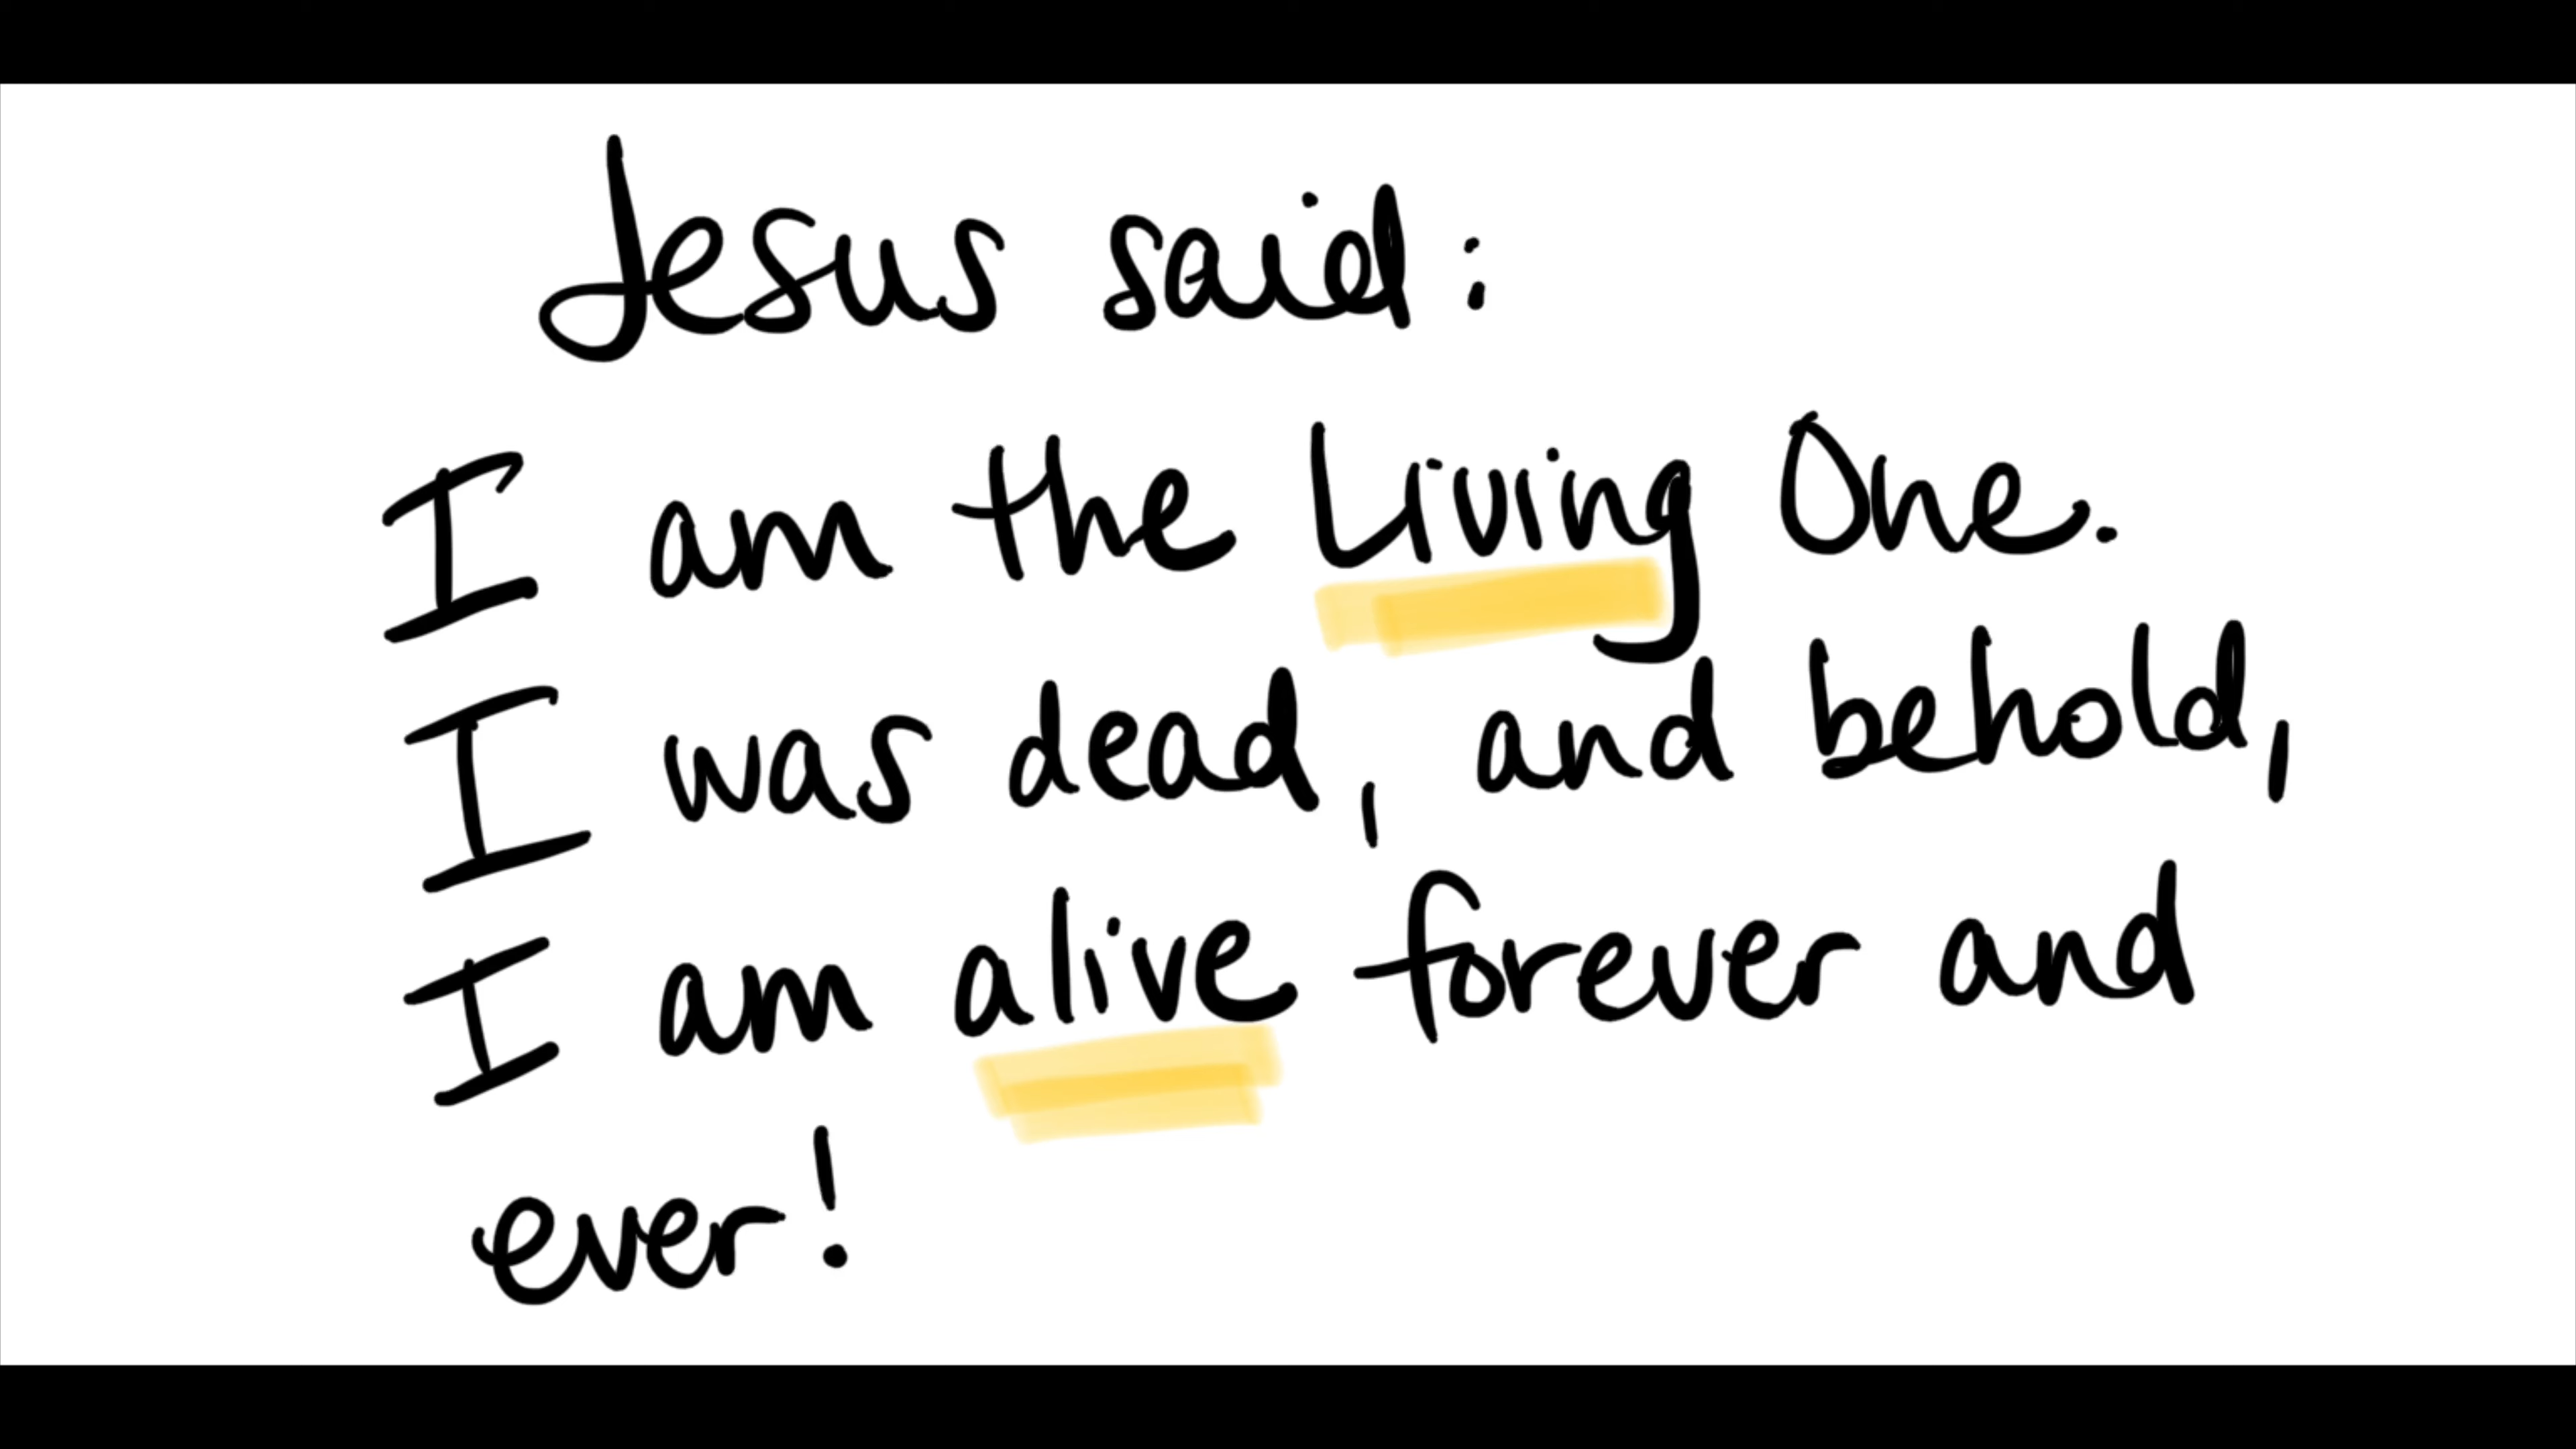 Jesus said:
I am the Living One.
I was dead, and behold,
I am alive forever and
ever!